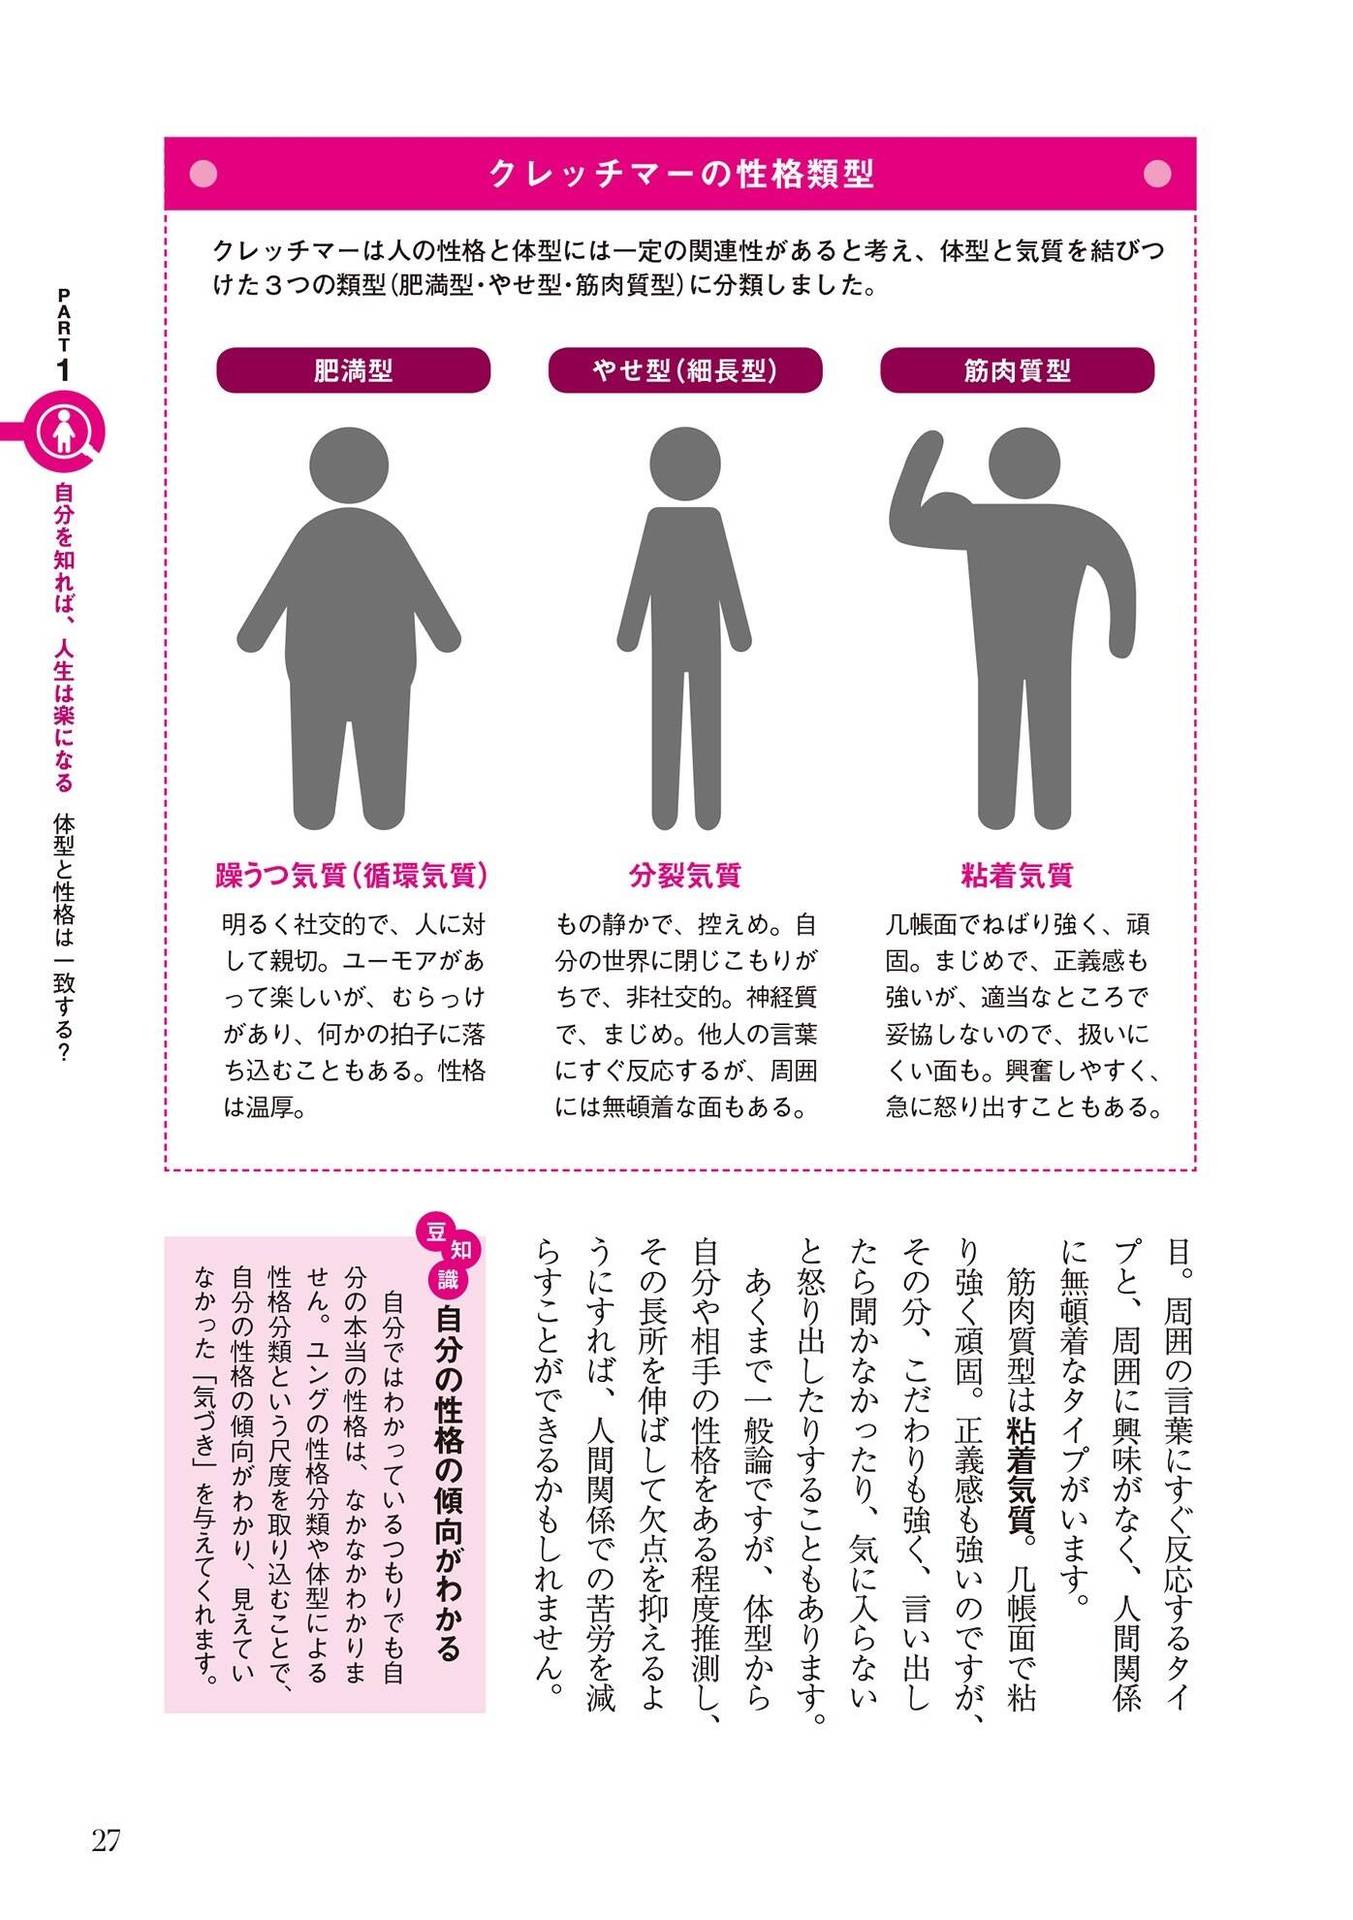 クレッチマーの性格類型
クレッチマーは人の性格と体型には一定の関連性があると考え、体型と気質を結びつ
けた3つの類型(肥満型・やせ型・筋肉質型)に分類しました。
肥満型
躁うつ気質(循環気質)
明るく社交的で、人に対
して親切。ユーモアがあ
って楽しいが、むらっけ
があり、何かの拍子に落
ち込むこともある。性格
は温厚。
やせ型(細長型)
分裂気質
もの静かで、控えめ。自
分の世界に閉じこもりが
ちで、非社交的。神経質
で、まじめ。他人の言葉
にすぐ反応するが、周囲
には無頓着な面もある。
筋肉質型
粘着気質
几帳面でねばり強く、頑
固。まじめで、正義感も
強いが、適当なところで
妥協しないので、扱いに
くい面も。興奮しやすく、
急に怒り出すこともある。
目。周囲の言葉にすぐ反応するタイ
プと、周囲に興味がなく、人間関係
に無頓着なタイプがいます。
筋肉質型は粘着気質。几帳面で粘
り強く頑固。正義感も強いのですが、
その分、こだわりも強く、言い出し
たら聞かなかったり、気に入らない
と怒り出したりすることもあります。
あくまで一般論ですが、体型から
自分や相手の性格をある程度推測し、
その長所を伸ばして欠点を抑えるよ
うにすれば、人間関係での苦労を減
らすことができるかもしれません。
豆知識
自分の性格の傾向がわかる
自分ではわかっているつもりでも自
分の本当の性格は、なかなかわかりま
せん。ユングの性格分類や体型による
性格分類という尺度を取り込むことで、
自分の性格の傾向がわかり、見えてい
なかった「気づき」を与えてくれます。
PART1
自分を知れば、人生は楽になる 体型と性格は一致する?
27